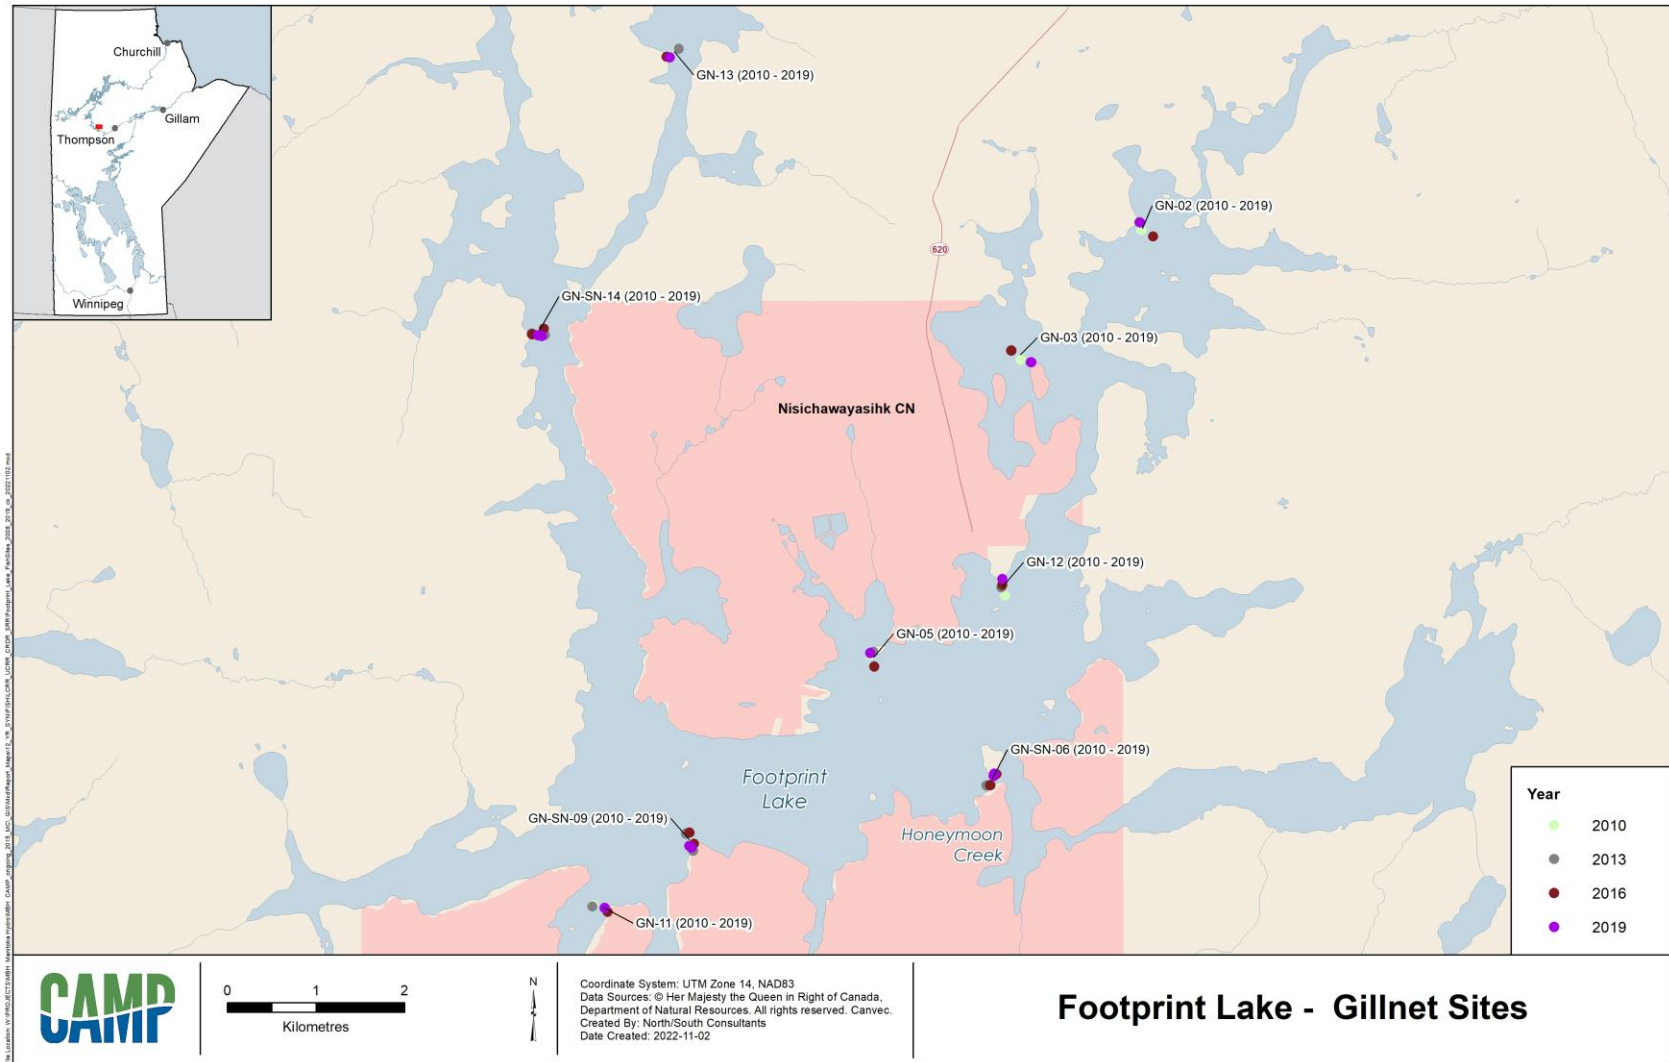 Churchill
Gillam
Thompson
Winnipeg
GN-13 (2010 - 2019)
GN-02 (2010 - 2019)
620
GN-SN-14 (2010 - 2019)
GN-03 (2010 - 2019)
Nisichawayasihk CN
GN-12 (2010 - 2019)
GN-05 (2010 - 2019)
GN-SN-06 (2010 - 2019)
Footprint
Lake
GN-SN-09 (2010 - 2019)
Honeymoon
Creek
GN-11 (2010 - 2019)
Year
2010
2013
2016
2019
CAMP
0 1 2
Kilometres
N
Coordinate System: UTM Zone 14, NAD83
Data Sources: © Her Majesty the Queen in Right of Canada,
Department of Natural Resources. All rights reserved. Canvec.
Created By: North/South Consultants
Date Created: 2022-11-02
Footprint Lake - Gillnet Sites